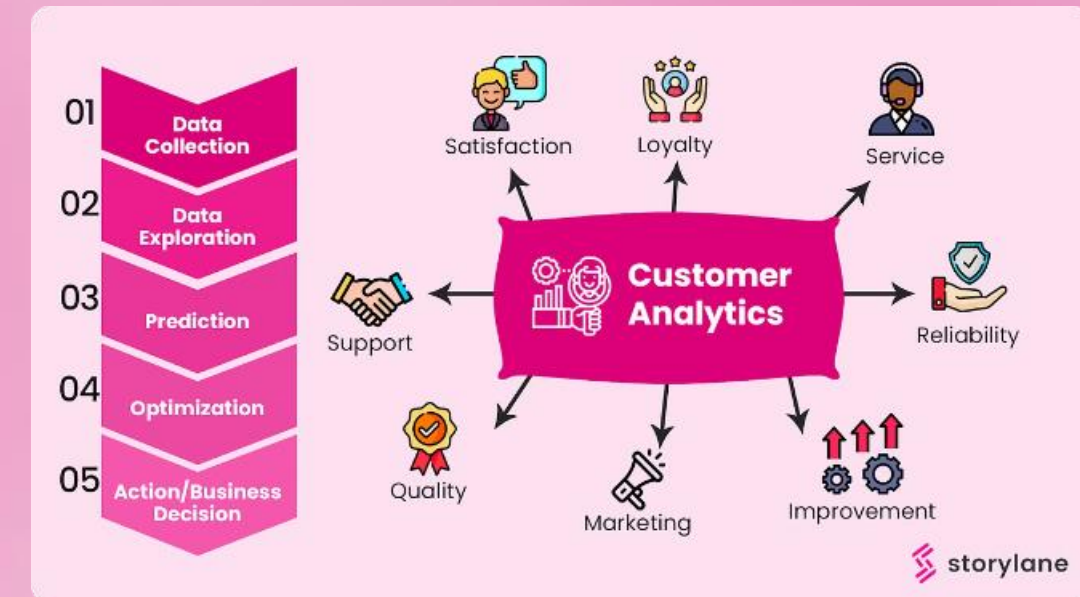 01
Data
Collection
02
Data
Exploration
03
Prediction
04
Optimization
05
Action/Business
Decision
Satisfaction
Loyalty
Service
Customer
Analytics
Support
Reliability
Quality
Marketing
Improvement
storylane